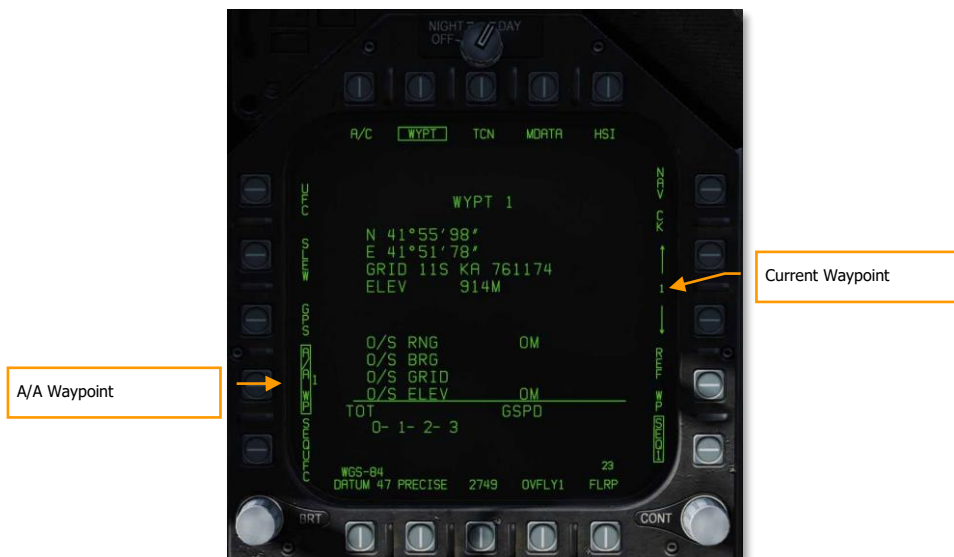 NIGHT DAY
OFF
A/C WYPT TCN MDATA HSI
UFC
NAV CK
WYPT 1
N 41°55'98"
E 41°51'78"
GRID 11S KA 761174
ELEV 914M
SLEW
1
Current Waypoint
GPS
O/S RNG 0M
O/S BRG
O/S GRID
O/S ELEV 0M
A/A WP 1
A/A Waypoint
REF WP
TOT GSPD
0- 1- 2- 3
SEQUFC
SEQ1
WGS-84
23
DATUM 47 PRECISE 2749 OVFLY1 FLRP
BRT
CONT